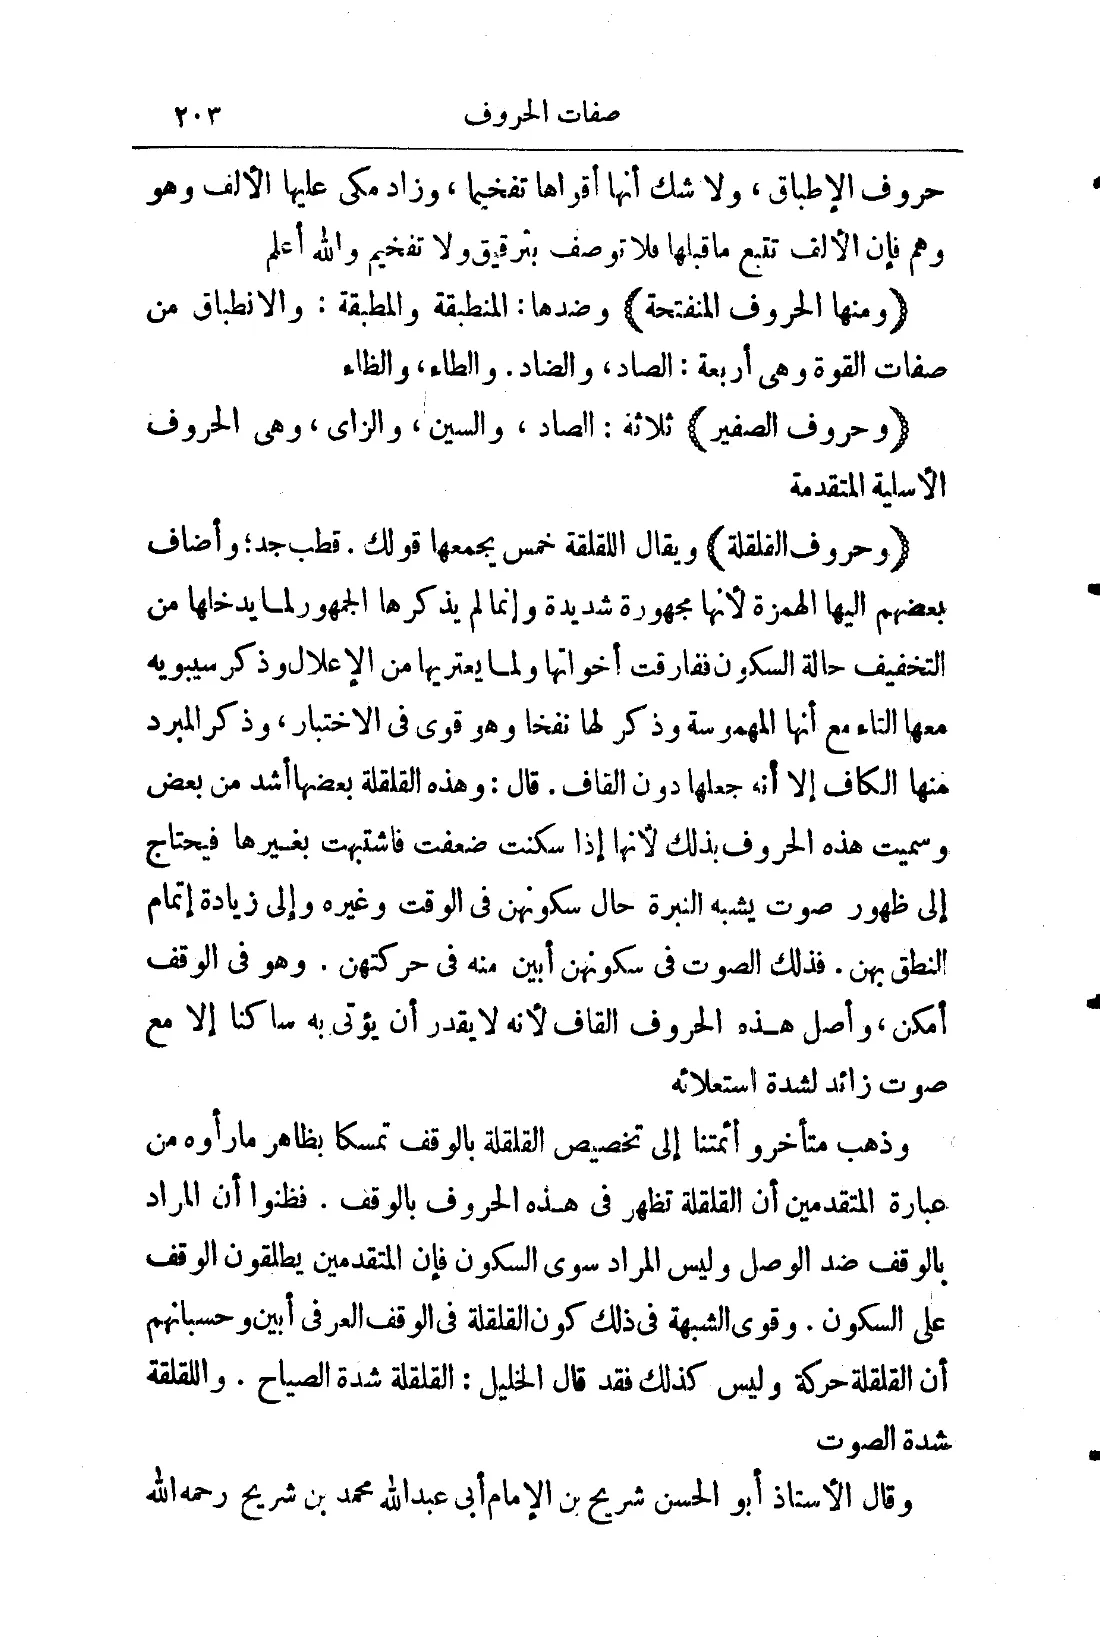 صفات الحروف ٢٠٣
حروف الإطباق، ولا شك أنها أقواها تفخيما، وزاد مكى عليها الألف وهو
وهم فإن الألف تتبع ماقبلها فلا توصف بترقيق ولا تفخيم والله أعلم
﴿ومنها الحروف المنفتحة﴾ وضدها: المنطبقة والمطبقة: والانطباق من
صفات القوة وهى أربعة: الصاد، والضاد. والطاء، والظاء
﴿وحروف الصفير﴾ ثلاثة: الصاد، والسين، والزاى، وهى الحروف
الأسلية المتقدمة
﴿وحروف القلقلة﴾ ويقال اللقلقة خمس يجمعها قولك. قطب جد؛ وأضاف
بعضهم اليها الهمزة لأنها مجهورة شديدة وإنما لم يذكرها الجمهور لما يدخلها من
التخفيف حالة السكون ففارقت أخواتها ولما يعتريها من الإعلال وذكر سيبويه
معها التاء مع أنها المهموسة وذكر لها نفخا وهو قوى فى الاختبار، وذكر المبرد
منها الكاف إلا أنه جعلها دون القاف. قال: وهذه القلقلة بعضها أشد من بعض
وسميت هذه الحروف بذلك لأنها إذا سكنت ضعفت فاشتبهت بغيرها فيحتاج
إلى ظهور صوت يشبه النبرة حال سكونهن فى الوقت وغيره وإلى زيادة إتمام
النطق بهن. فذلك الصوت فى سكونهن أبين منه فى حركتهن. وهو فى الوقف
أمكن، وأصل هذه الحروف القاف لأنه لا يقدر أن يؤتى به ساكنا إلا مع
صوت زائد لشدة استعلائه
وذهب متأخرو أئمتنا إلى تخصيص القلقلة بالوقف تمسكا بظاهر مارأوه من
عبارة المتقدمين أن القلقلة تظهر فى هذه الحروف بالوقف. فظنوا أن المراد
بالوقف ضد الوصل وليس المراد سوى السكون فإن المتقدمين يطلقون الوقف
على السكون. وقوى الشبهة فى ذلك كون القلقلة فى الوقف العرفى أبين وحسبانهم
أن القلقلة حركة وليس كذلك فقد قال الخليل: القلقلة شدة الصياح. واللقلقة
شدة الصوت
وقال الأستاذ أبو الحسن شريح بن الإمام أبى عبدالله محمد بن شريح رحمه الله